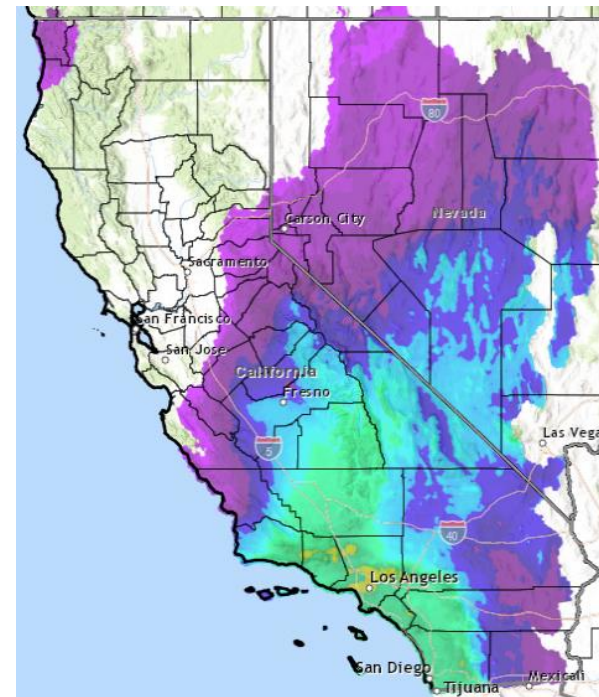 80
Carson City
Nevada
Sacramento
San Francisco
San Jose
California
Fresno
5
Las Vega
40
Los Angeles
San Diego
Tijuana
Mexicali